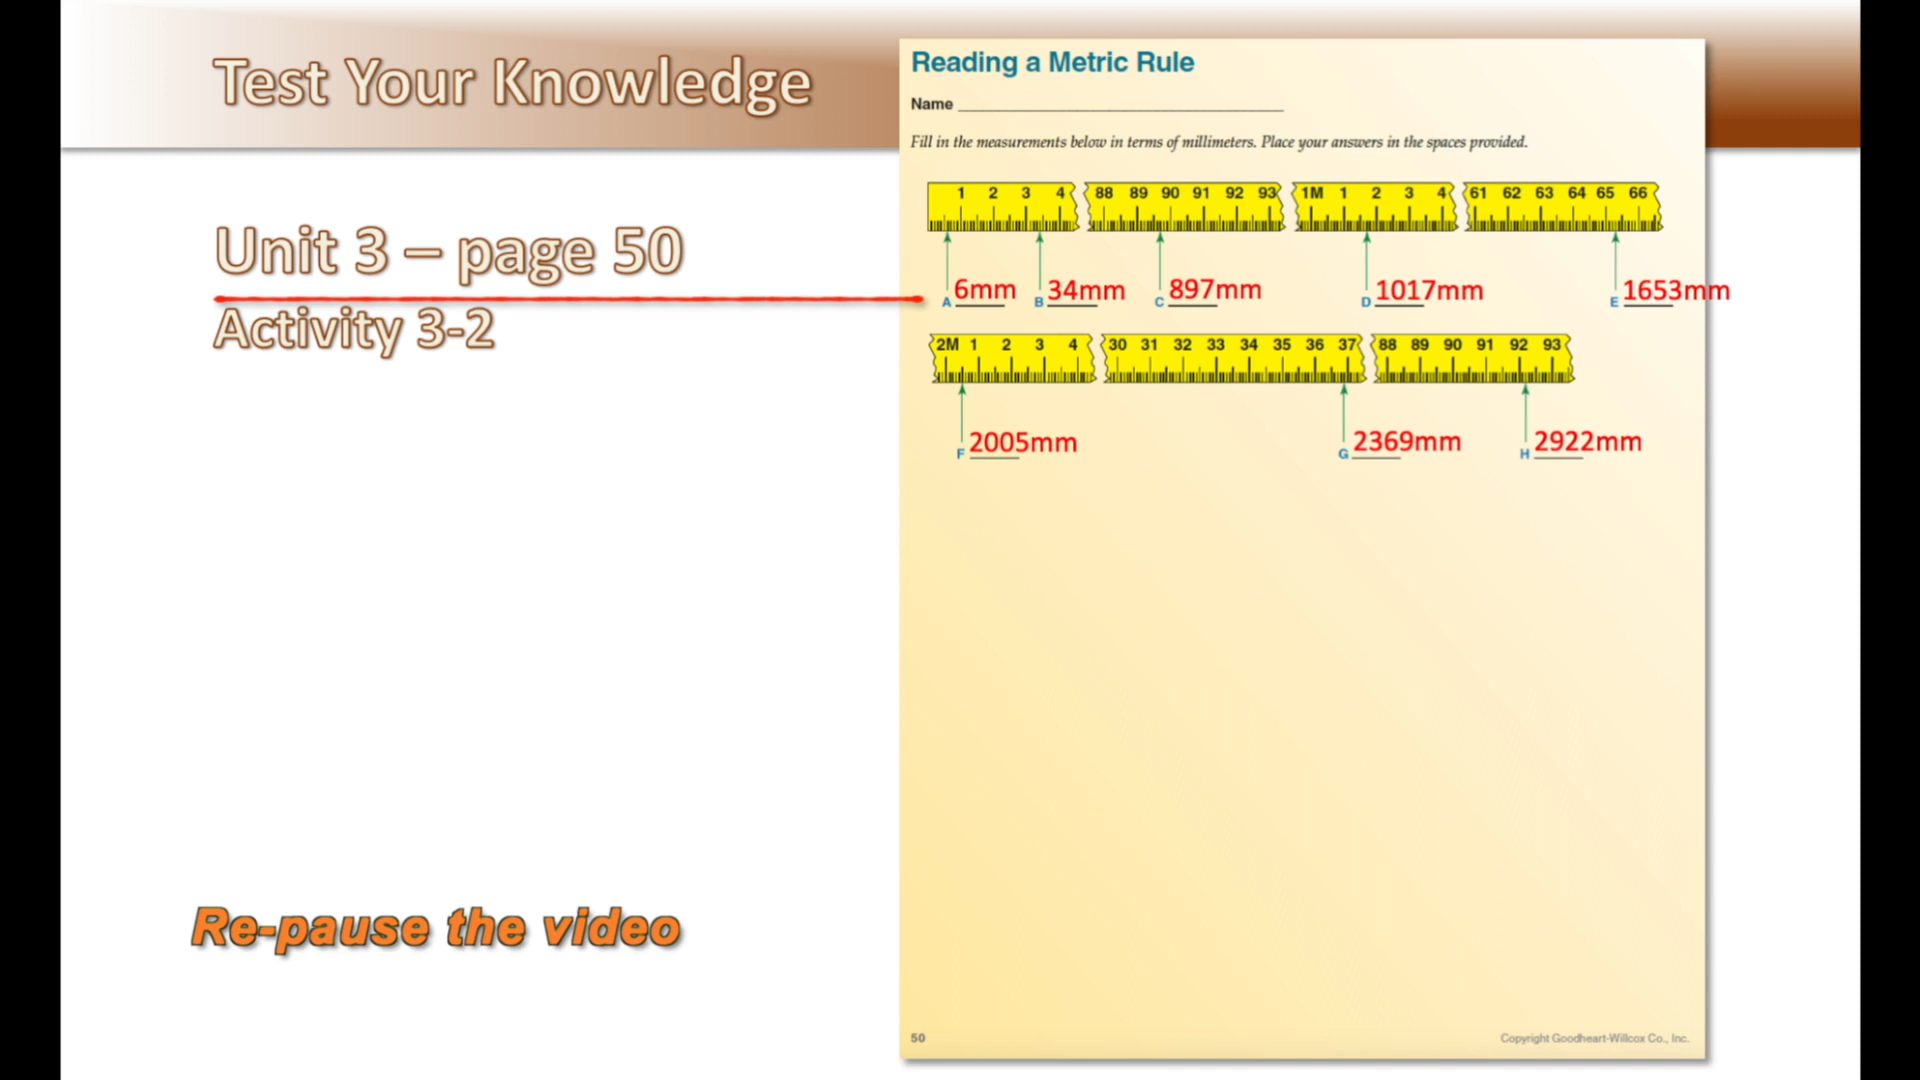 Test Your Knowledge
Unit 3 – page 50
Activity 3-2
Re-pause the video
Reading a Metric Rule
Name
Fill in the measurements below in terms of millimeters. Place your answers in the spaces provided.
1 2 3 4 88 89 90 91 92 93 1M 1 2 3 4 61 62 63 64 65 66
A 6mm B 34mm C 897mm D 1017mm E 1653mm
2M 1 2 3 4 30 31 32 33 34 35 36 37 88 89 90 91 92 93
F 2005mm G 2369mm H 2922mm
50 Copyright Goodheart-Willcox Co., Inc.